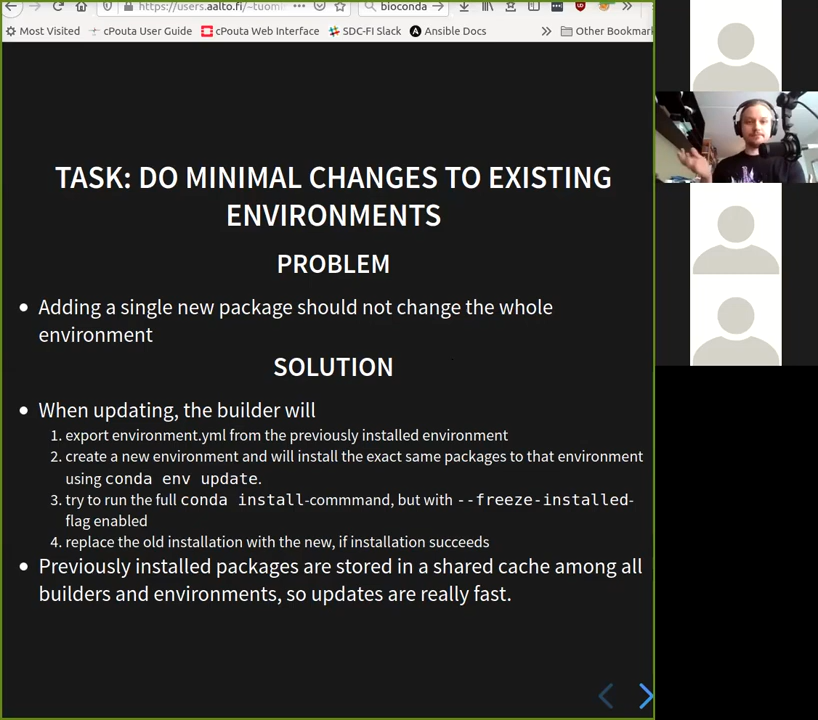 https://users.aalto.fi/~tuomi
bioconda
Most Visited cPouta User Guide cPouta Web Interface SDC-FI Slack Ansible Docs Other Bookmar
TASK: DO MINIMAL CHANGES TO EXISTING
ENVIRONMENTS
PROBLEM
Adding a single new package should not change the whole
environment
SOLUTION
When updating, the builder will
1. export environment.yml from the previously installed environment
2. create a new environment and will install the exact same packages to that environment
using conda env update.
3. try to run the full conda install-commmand, but with --freeze-installed-
flag enabled
4. replace the old installation with the new, if installation succeeds
Previously installed packages are stored in a shared cache among all
builders and environments, so updates are really fast.